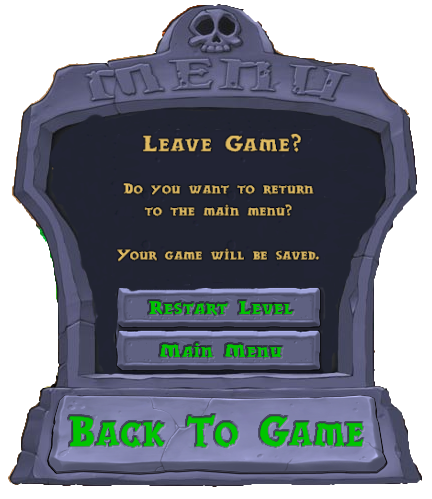 MENU
LEAVE GAME?
DO YOU WANT TO RETURN
TO THE MAIN MENU?
YOUR GAME WILL BE SAVED.
RESTART LEVEL
MAIN MENU
BACK TO GAME